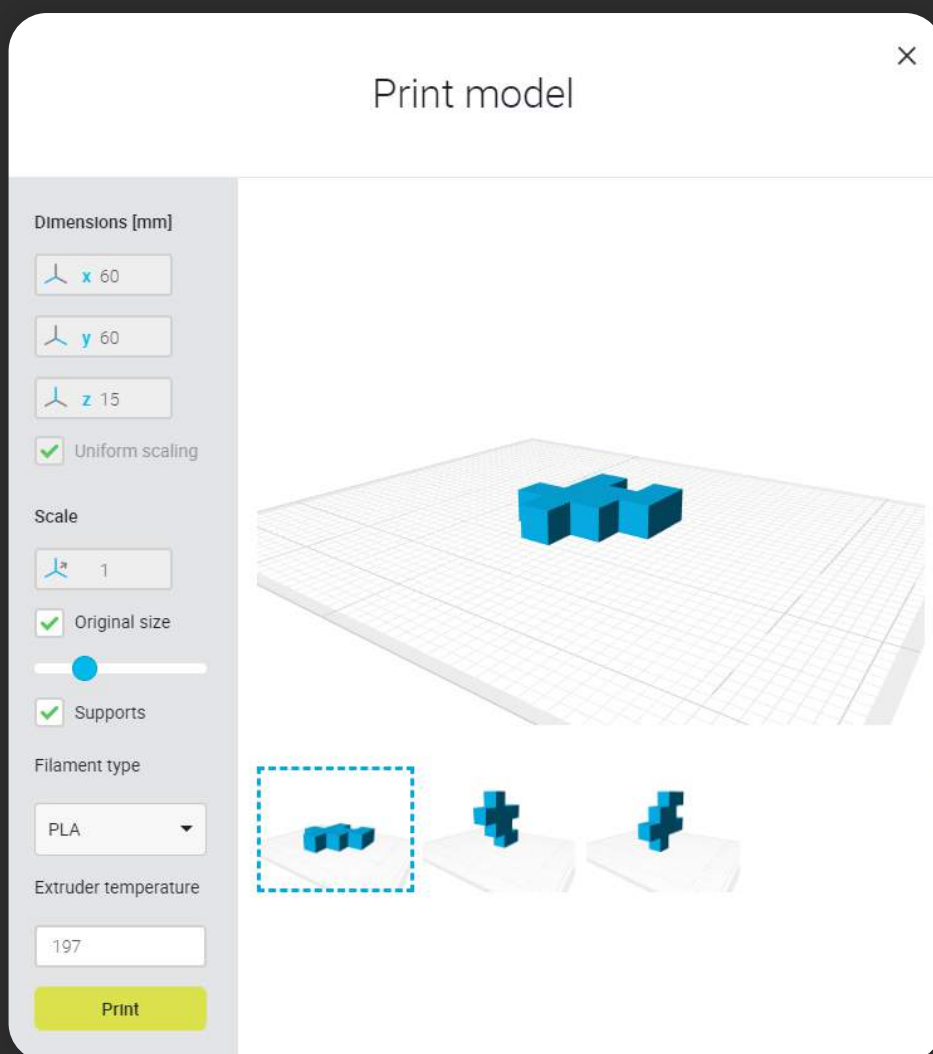 Print model
Dimensions [mm]
x 60
y 60
z 15
Uniform scaling
Scale
1
Original size
Supports
Filament type
PLA
Extruder temperature
197
Print